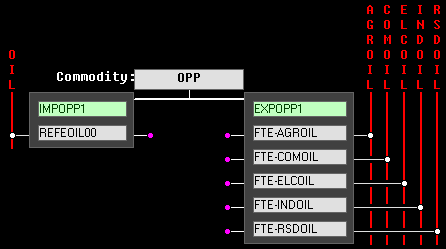 OIL
Commodity: OPP
IMPOPP1
REFEOIL00
EXPOPP1
FTE-AGROIL
FTE-COMOIL
FTE-ELCOIL
FTE-INDOIL
FTE-RSDOIL
AGROIL
COMOIL
ELCOIL
INDOIL
RSDOIL